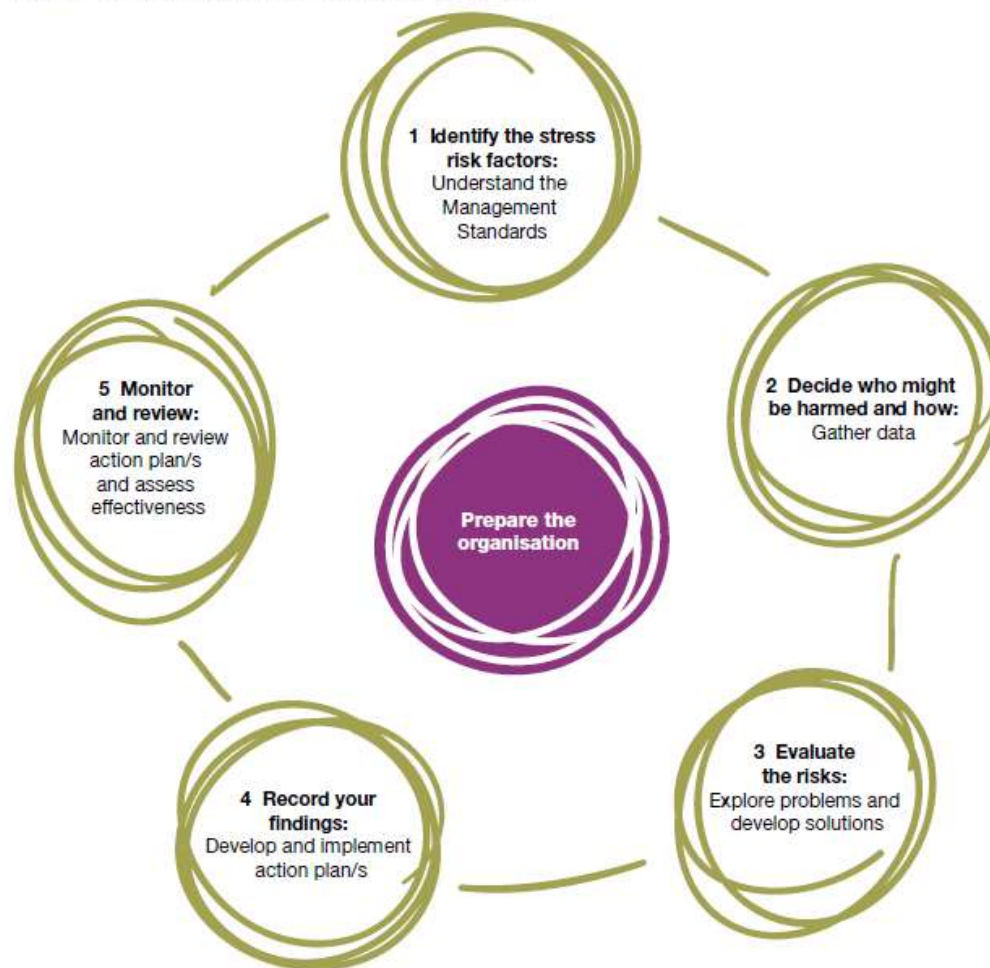 1 Identify the stress
risk factors:
Understand the
Management
Standards
2 Decide who might
be harmed and how:
Gather data
3 Evaluate
the risks:
Explore problems and
develop solutions
4 Record your
findings:
Develop and implement
action plan/s
5 Monitor
and review:
Monitor and review
action plan/s
and assess
effectiveness
Prepare the
organisation